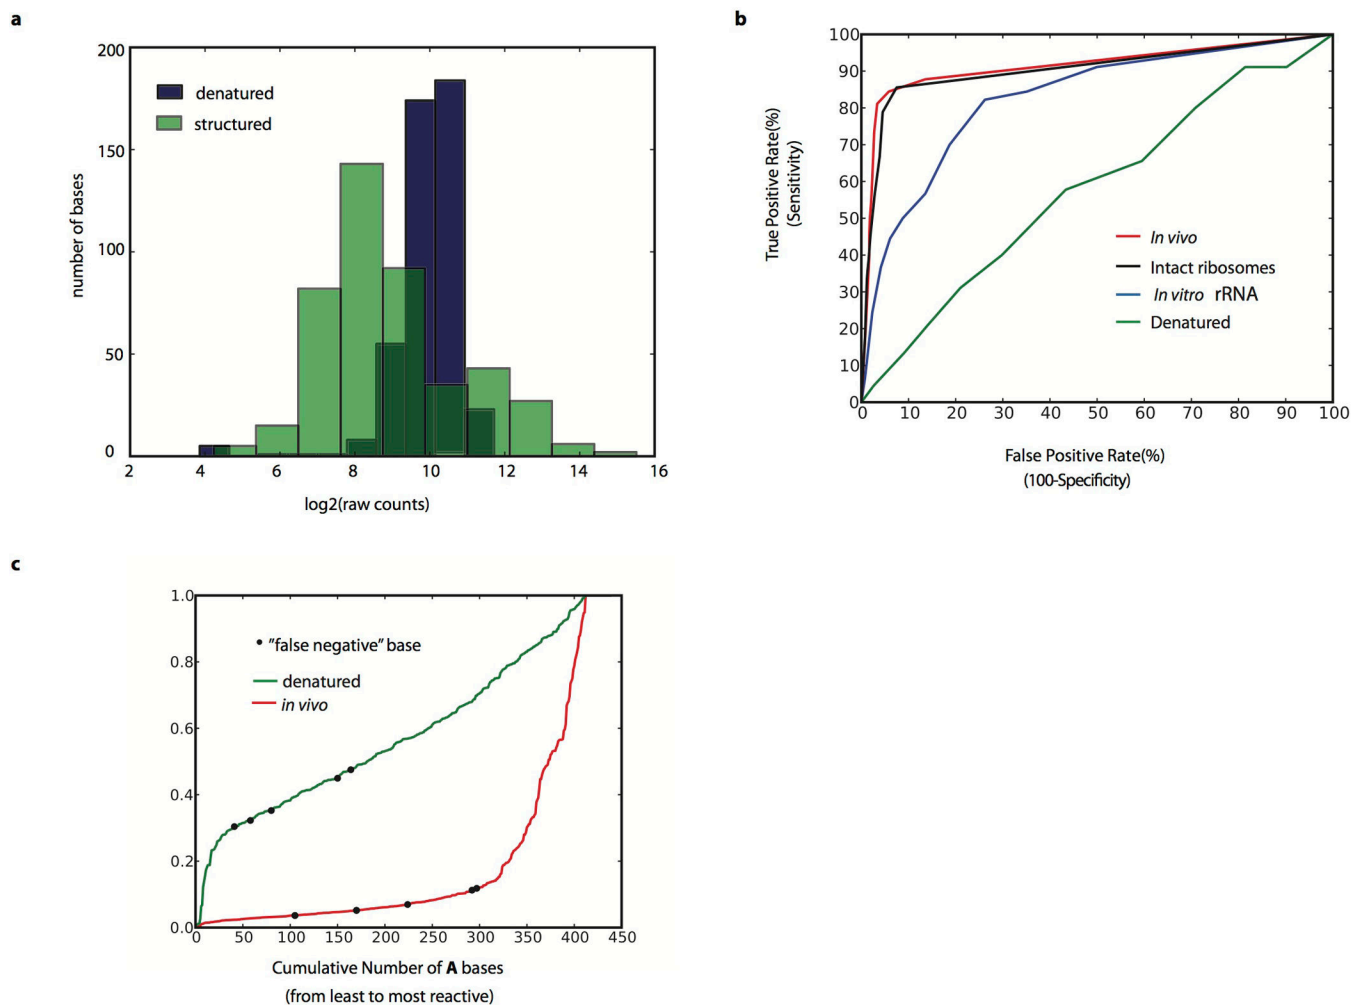 a
200
150
100
50
0
number of bases
denatured
structured
2 4 6 8 10 12 14 16
log2(raw counts)
b
100
90
80
70
60
50
40
30
20
10
0
True Positive Rate(%)
(Sensitivity)
In vivo
Intact ribosomes
In vitro rRNA
Denatured
0 10 20 30 40 50 60 70 80 90 100
False Positive Rate(%)
(100-Specificity)
c
1.0
0.8
0.6
0.4
0.2
0.0
"false negative" base
denatured
in vivo
0 50 100 150 200 250 300 350 400 450
Cumulative Number of A bases
(from least to most reactive)